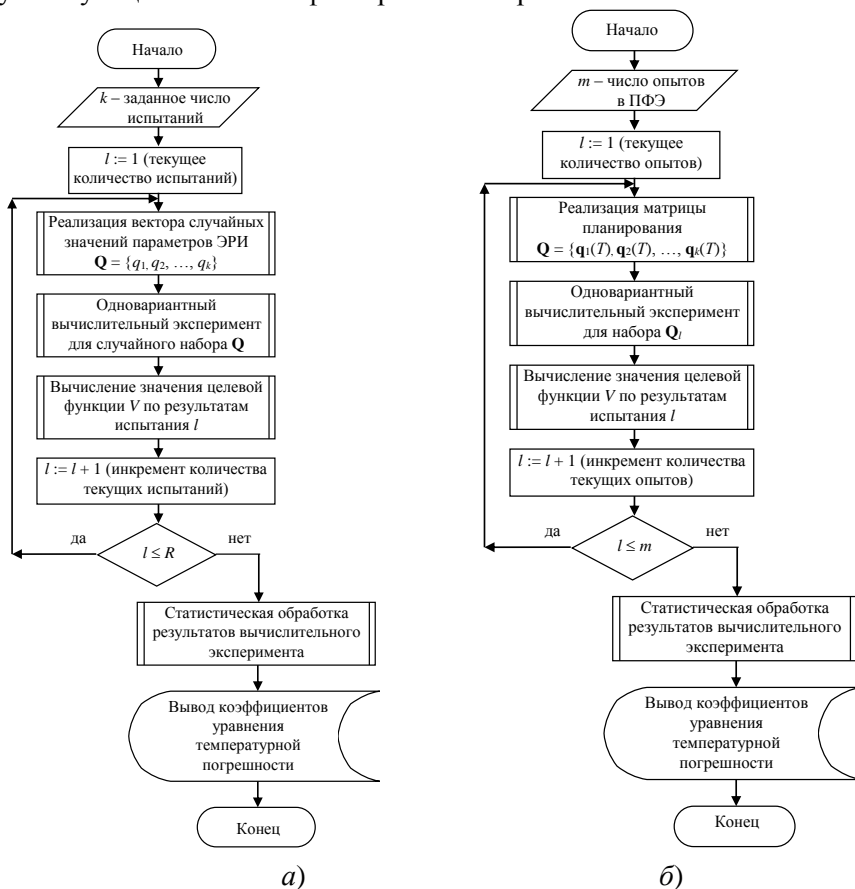 Начало
k – заданное число
испытаний
l := 1 (текущее
количество испытаний)
Реализация вектора случайных
значений параметров ЭРИ
Q = {q1, q2, …, qk}
Одновариантный
вычислительный эксперимент
для случайного набора Q
Вычисление значения целевой
функции V по результатам
испытания l
l := l + 1 (инкремент количества
текущих испытаний)
да
l ≤ R
нет
Статистическая обработка
результатов вычислительного
эксперимента
Вывод коэффициентов
уравнения
температурной
погрешности
Конец
а)
Начало
m – число опытов
в ПФЭ
l := 1 (текущее
количество опытов)
Реализация матрицы
планирования
Q = {q1(T), q2(T), …, qk(T)}
Одновариантный
вычислительный эксперимент
для набора Ql
Вычисление значения целевой
функции V по результатам
испытания l
l := l + 1 (инкремент количества
текущих опытов)
да
l ≤ m
нет
Статистическая обработка
результатов вычислительного
эксперимента
Вывод коэффициентов
уравнения
температурной
погрешности
Конец
б)